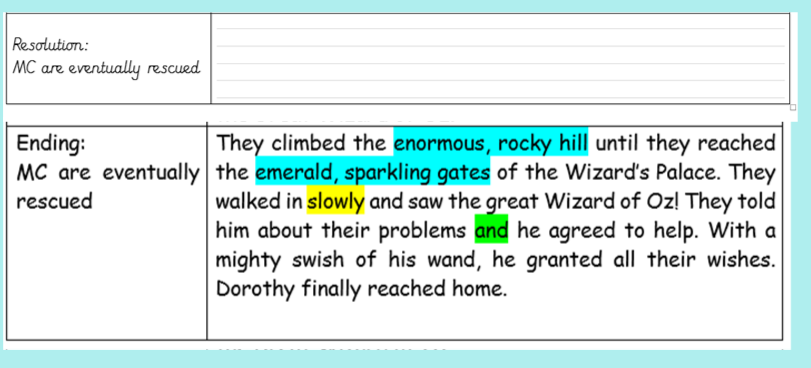 Resolution:
MC are eventually rescued
Ending:
MC are eventually
rescued
They climbed the enormous, rocky hill until they reached
the emerald, sparkling gates of the Wizard's Palace. They
walked in slowly and saw the great Wizard of Oz! They told
him about their problems and he agreed to help. With a
mighty swish of his wand, he granted all their wishes.
Dorothy finally reached home.